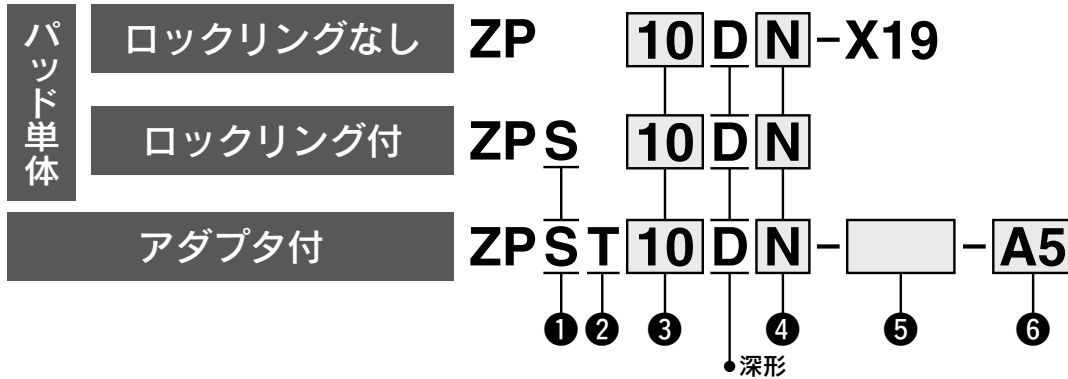 パッド単体
ロックリングなし ZP 10 D N -X19
ロックリング付 ZP S 10 D N
アダプタ付 ZP S T 10 D N - - A5
❶ ❷ ❸ ❹ ❺ ❻
●深形